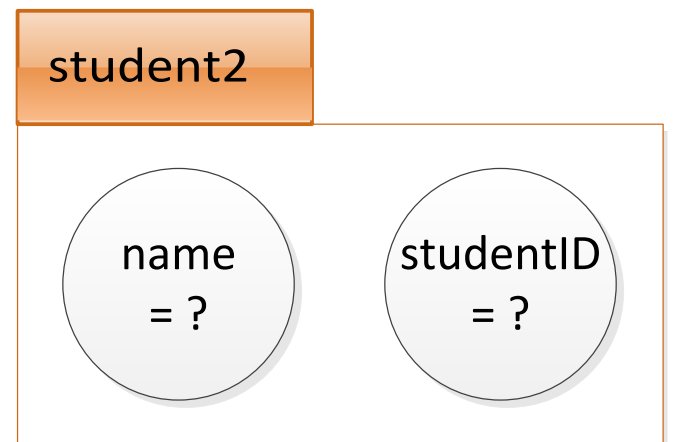 student2
name
= ?
studentID
= ?